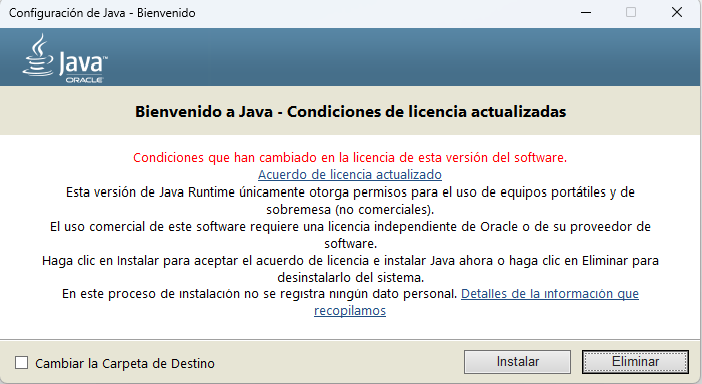 Configuración de Java - Bienvenido
Java™
ORACLE
Bienvenido a Java - Condiciones de licencia actualizadas
Condiciones que han cambiado en la licencia de esta versión del software.
Acuerdo de licencia actualizado
Esta versión de Java Runtime únicamente otorga permisos para el uso de equipos portátiles y de
sobremesa (no comerciales).
El uso comercial de este software requiere una licencia independiente de Oracle o de su proveedor de
software.
Haga clic en Instalar para aceptar el acuerdo de licencia e instalar Java ahora o haga clic en Eliminar para
desinstalarlo del sistema.
En este proceso de instalación no se registra ningún dato personal. Detalles de la información que
recopilamos
Cambiar la Carpeta de Destino
Instalar
Eliminar